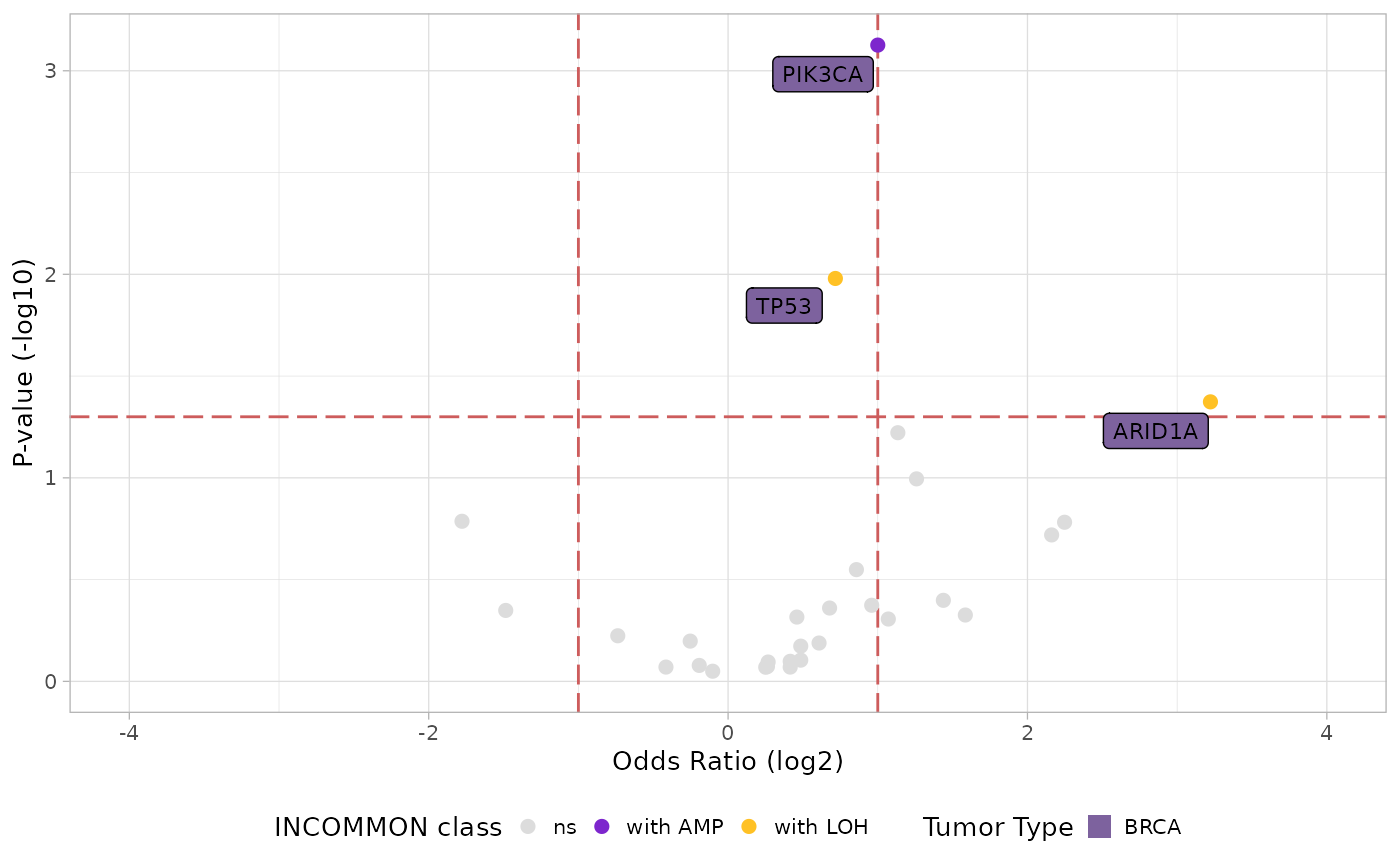 3
PIK3CA
2
TP53
ARID1A
1
0
P-value (-log10)
-4 -2 0 2 4
Odds Ratio (log2)
INCOMMON class ns with AMP with LOH Tumor Type BRCA